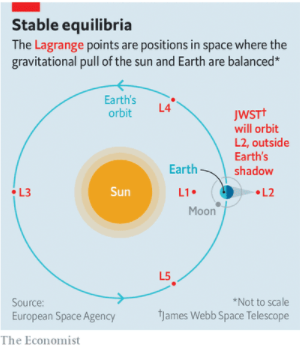 Stable equilibria
The Lagrange points are positions in space where the
gravitational pull of the sun and Earth are balanced*
Earth's
orbit
L4
JWST†
will orbit
L2, outside
Earth's
shadow
Earth
L3
Sun
L1
L2
Moon
L5
Source:
European Space Agency
*Not to scale
†James Webb Space Telescope
The Economist